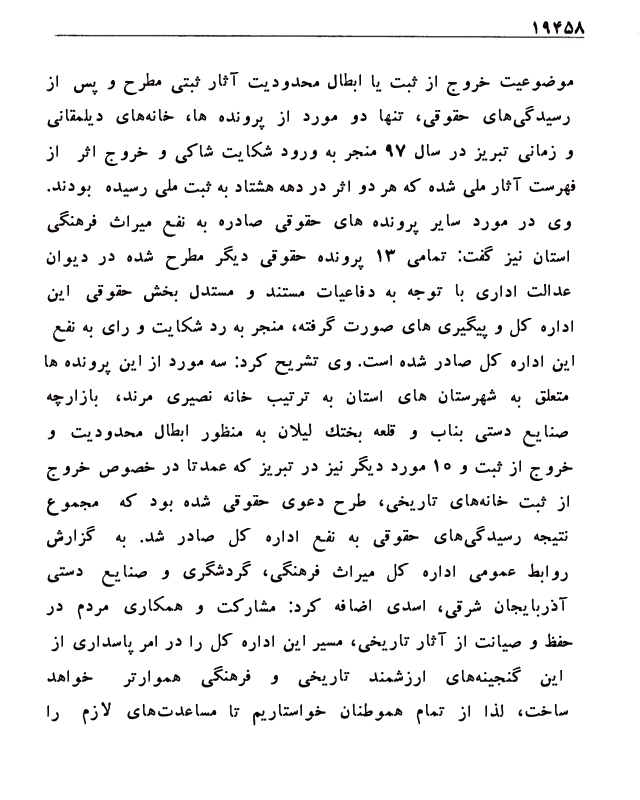 ۱۹۴۵۸
موضوعیت خروج از ثبت یا ابطال محدودیت آثار ثبتی مطرح و پس از
رسیدگی‌های حقوقی، تنها دو مورد از پرونده ها، خانه‌های دیلمقانی
و زمانی تبریز در سال ۹۷ منجر به ورود شکایت شاکی و خروج اثر از
فهرست آثار ملی شده که هر دو اثر در دهه هشتاد به ثبت ملی رسیده بودند.
وی در مورد سایر پرونده های حقوقی صادره به نفع میراث فرهنگی
استان نیز گفت: تمامی ۱۳ پرونده حقوقی دیگر مطرح شده در دیوان
عدالت اداری با توجه به دفاعیات مستند و مستدل بخش حقوقی این
اداره کل و پیگیری های صورت گرفته، منجر به رد شکایت و رای به نفع
این اداره کل صادر شده است. وی تشریح کرد: سه مورد از این پرونده ها
متعلق به شهرستان های استان به ترتیب خانه نصیری مرند، بازارچه
صنایع دستی بناب و قلعه بختك لیلان به منظور ابطال محدودیت و
خروج از ثبت و ۱۰ مورد دیگر نیز در تبریز که عمدتا در خصوص خروج
از ثبت خانه‌های تاریخی، طرح دعوی حقوقی شده بود که مجموع
نتیجه رسیدگی‌های حقوقی به نفع اداره کل صادر شد. به گزارش
روابط عمومی اداره کل میراث فرهنگی، گردشگری و صنایع دستی
آذربایجان شرقی، اسدی اضافه کرد: مشارکت و همکاری مردم در
حفظ و صیانت از آثار تاریخی، مسیر این اداره کل را در امر پاسداری از
این گنجینه‌های ارزشمند تاریخی و فرهنگی هموارتر خواهد
ساخت، لذا از تمام هموطنان خواستاریم تا مساعدت‌های لازم را